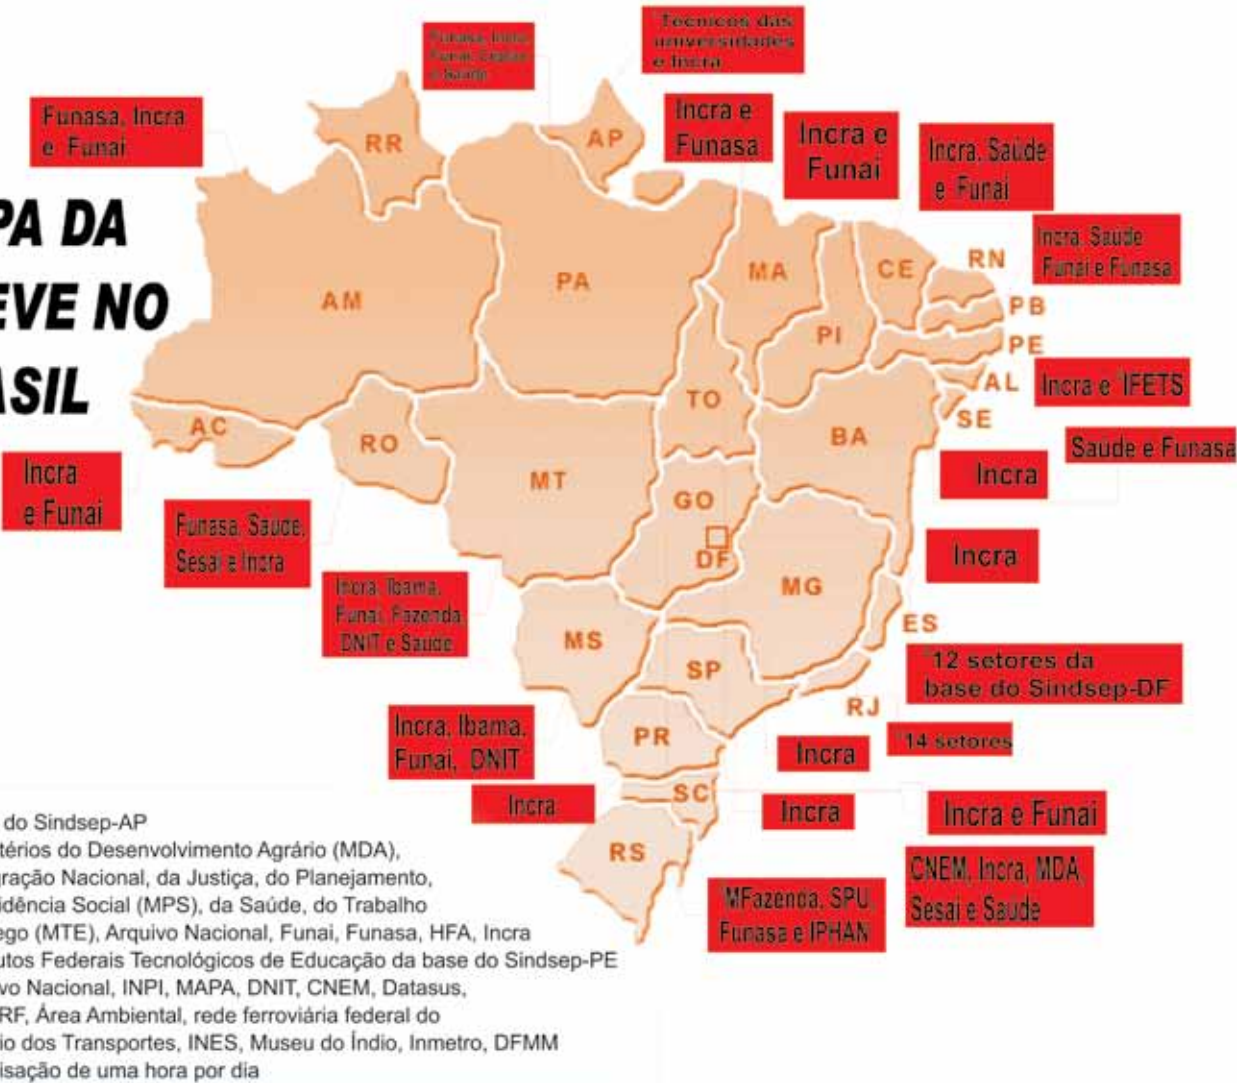 Funasa, Incra,
Funai,
e Saúde
Técnicos das
universidades
e Incra
Funasa, Incra
e Funai
Incra e
Funasa
Incra e
Funai
Incra, Saúde
e Funai
Incra, Saúde
Funai e Funasa
PA DA
EVE NO
ASIL
RR
AP
AM
PA
MA
CE
RN
PB
PI
PE
AL
SE
Incra e IFETS
AC
RO
TO
BA
Saúde e Funasa
MT
Incra
e Funai
GO
DF
Incra
Funasa, Saúde,
Sesai e Incra
Incra
Incra, Ibama,
Funai, Fazenda,
DNIT e Saúde
MG
MS
ES
SP
12 setores da
base do Sindsep-DF
RJ
14 setores
Incra, Ibama,
Funai, DNIT
PR
Incra
Incra
SC
Incra
Incra e Funai
RS
CNEM, Incra, MDA,
Sesai e Saude
MFazenda, SPU,
Funasa e IPHAN
do Sindsep-AP
térios do Desenvolvimento Agrário (MDA),
gração Nacional, da Justiça, do Planejamento,
idência Social (MPS), da Saúde, do Trabalho
ego (MTE), Arquivo Nacional, Funai, Funasa, HFA, Incra
utos Federais Tecnológicos de Educação da base do Sindsep-PE
vo Nacional, INPI, MAPA, DNIT, CNEM, Datasus,
RF, Área Ambiental, rede ferroviária federal do
io dos Transportes, INES, Museu do Índio, Inmetro, DFMM
isação de uma hora por dia